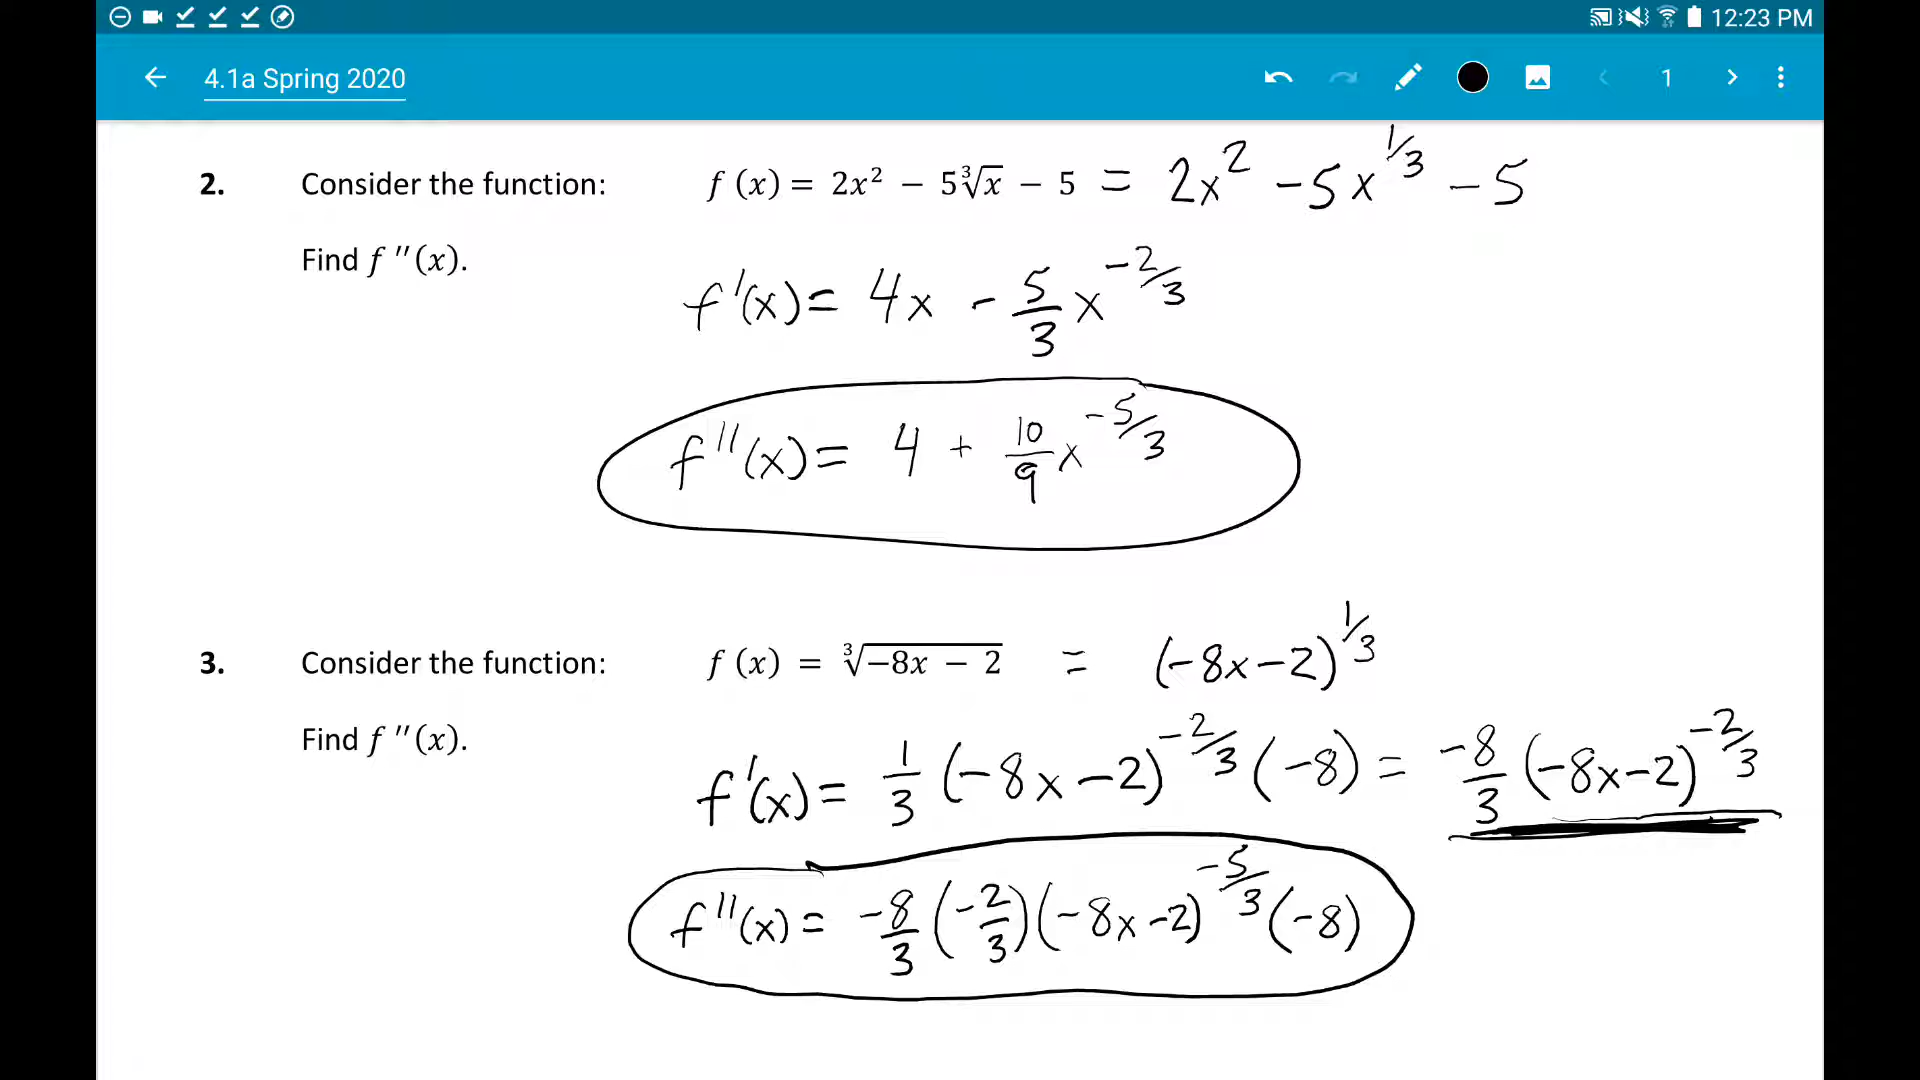 12:23 PM
4.1a Spring 2020
1
2. Consider the function: f (x) = 2x² − 5∛x − 5 = 2x² - 5x^{1/3} - 5
Find f ″(x).
f'(x) = 4x - 5/3 x^{-2/3}
f''(x) = 4 + 10/9 x^{-5/3}
3. Consider the function: f (x) = ∛(−8x − 2) = (-8x-2)^{1/3}
Find f ″(x).
f'(x) = 1/3 (-8x-2)^{-2/3} (-8) = -8/3 (-8x-2)^{-2/3}
f''(x) = -8/3 (-2/3)(-8x-2)^{-5/3} (-8)